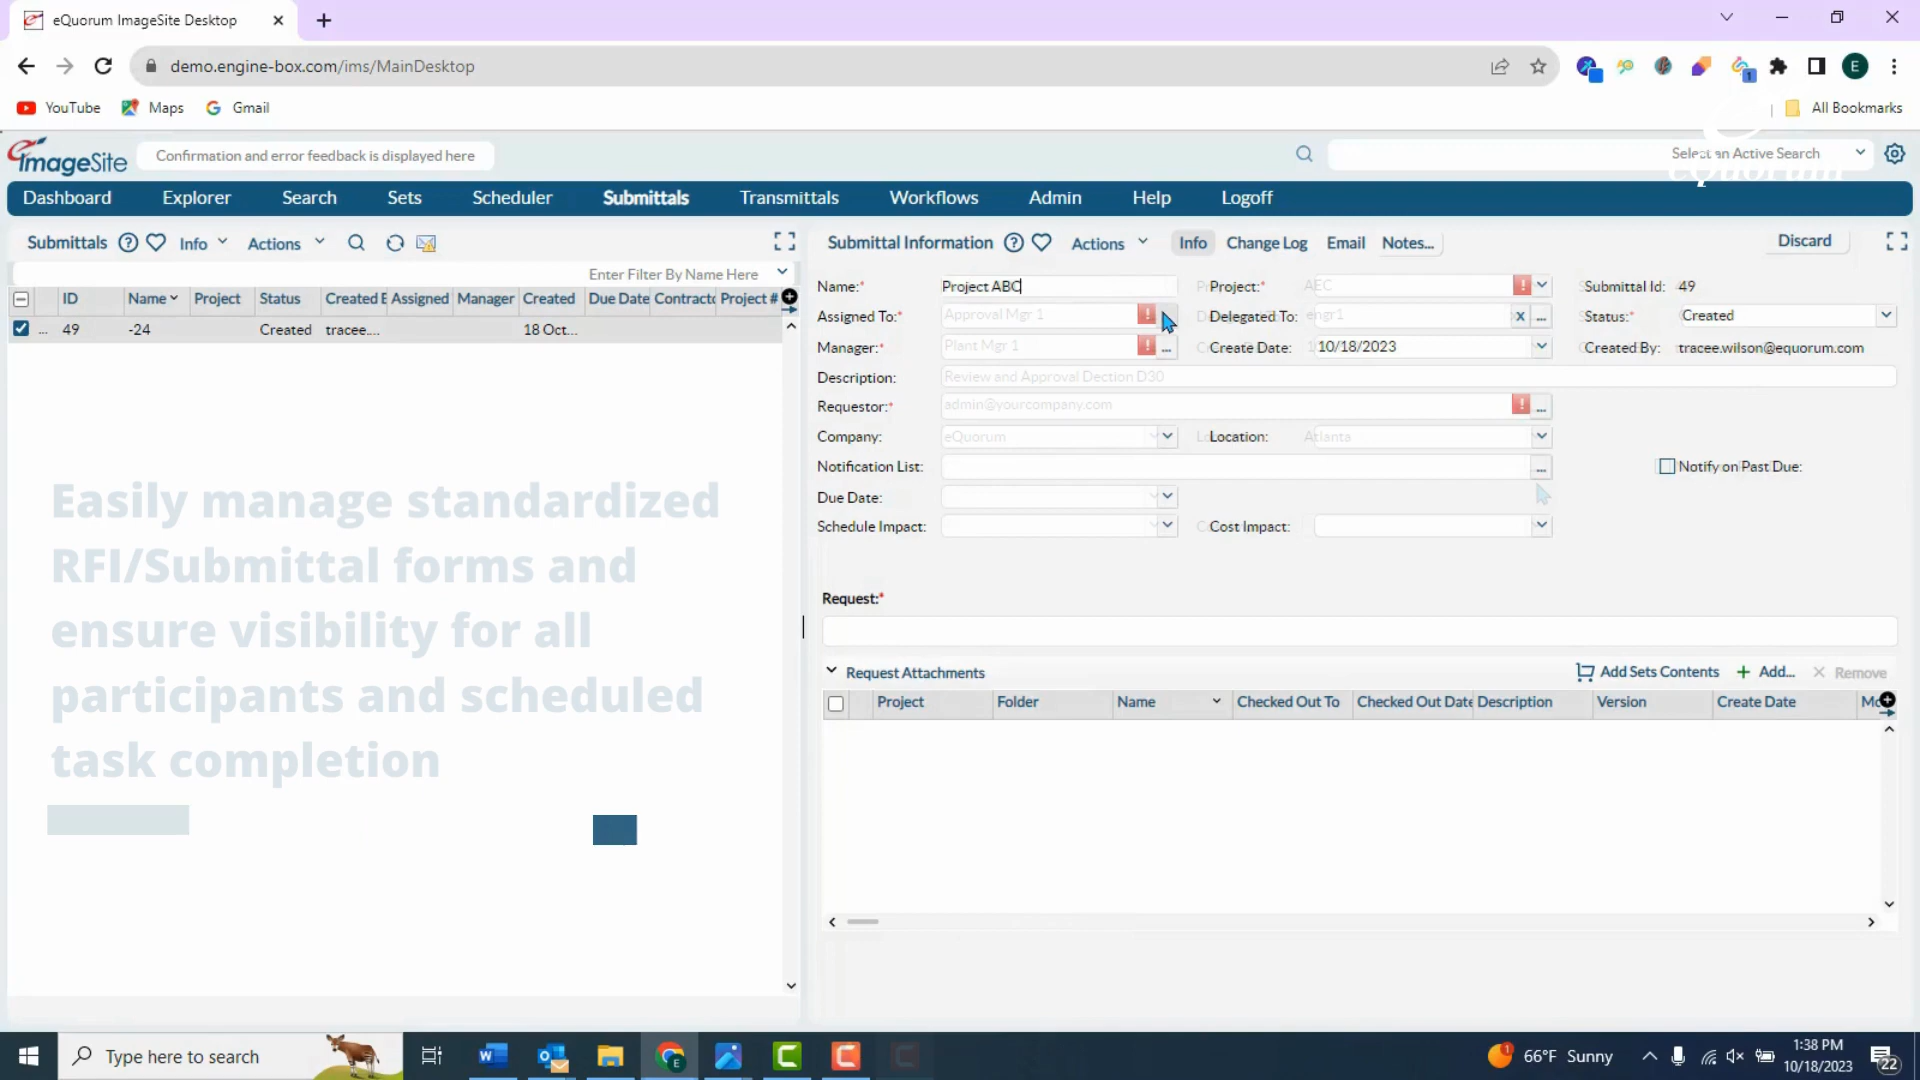 eQuorum ImageSite Desktop
demo.engine-box.com/ims/MainDesktop
E
YouTube Maps Gmail
All Bookmarks
ImageSite Confirmation and error feedback is displayed here
Select an Active Search
eQuorum
Dashboard Explorer Search Sets Scheduler Submittals Transmittals Workflows Admin Help Logoff
Submittals Info Actions
Enter Filter By Name Here
ID Name Project Status Created B Assigned Manager Created Due Date Contracto Project #
... 49 -24 Created tracee.... 18 Oct...
Easily manage standardized
RFI/Submittal forms and
ensure visibility for all
participants and scheduled
task completion
Submittal Information Actions Info Change Log Email Notes... Discard
Name:* Project ABC Project:* AEC Submittal Id: 49
Assigned To:* Approval Mgr 1 Delegated To: engr1 x ... Status:* Created
Manager:* Plant Mgr 1 ... Create Date: 10/18/2023 Created By: tracee.wilson@equorum.com
Description: Review and Approval Dection D30
Requestor:* admin@yourcompany.com ...
Company: eQuorum Location: Atlanta
Notification List: ... Notify on Past Due:
Due Date:
Schedule Impact: Cost Impact:
Request:*
Request Attachments Add Sets Contents + Add... Remove
Project Folder Name Checked Out To Checked Out Date Description Version Create Date Mo
Type here to search
66°F Sunny
1:38 PM
10/18/2023
22